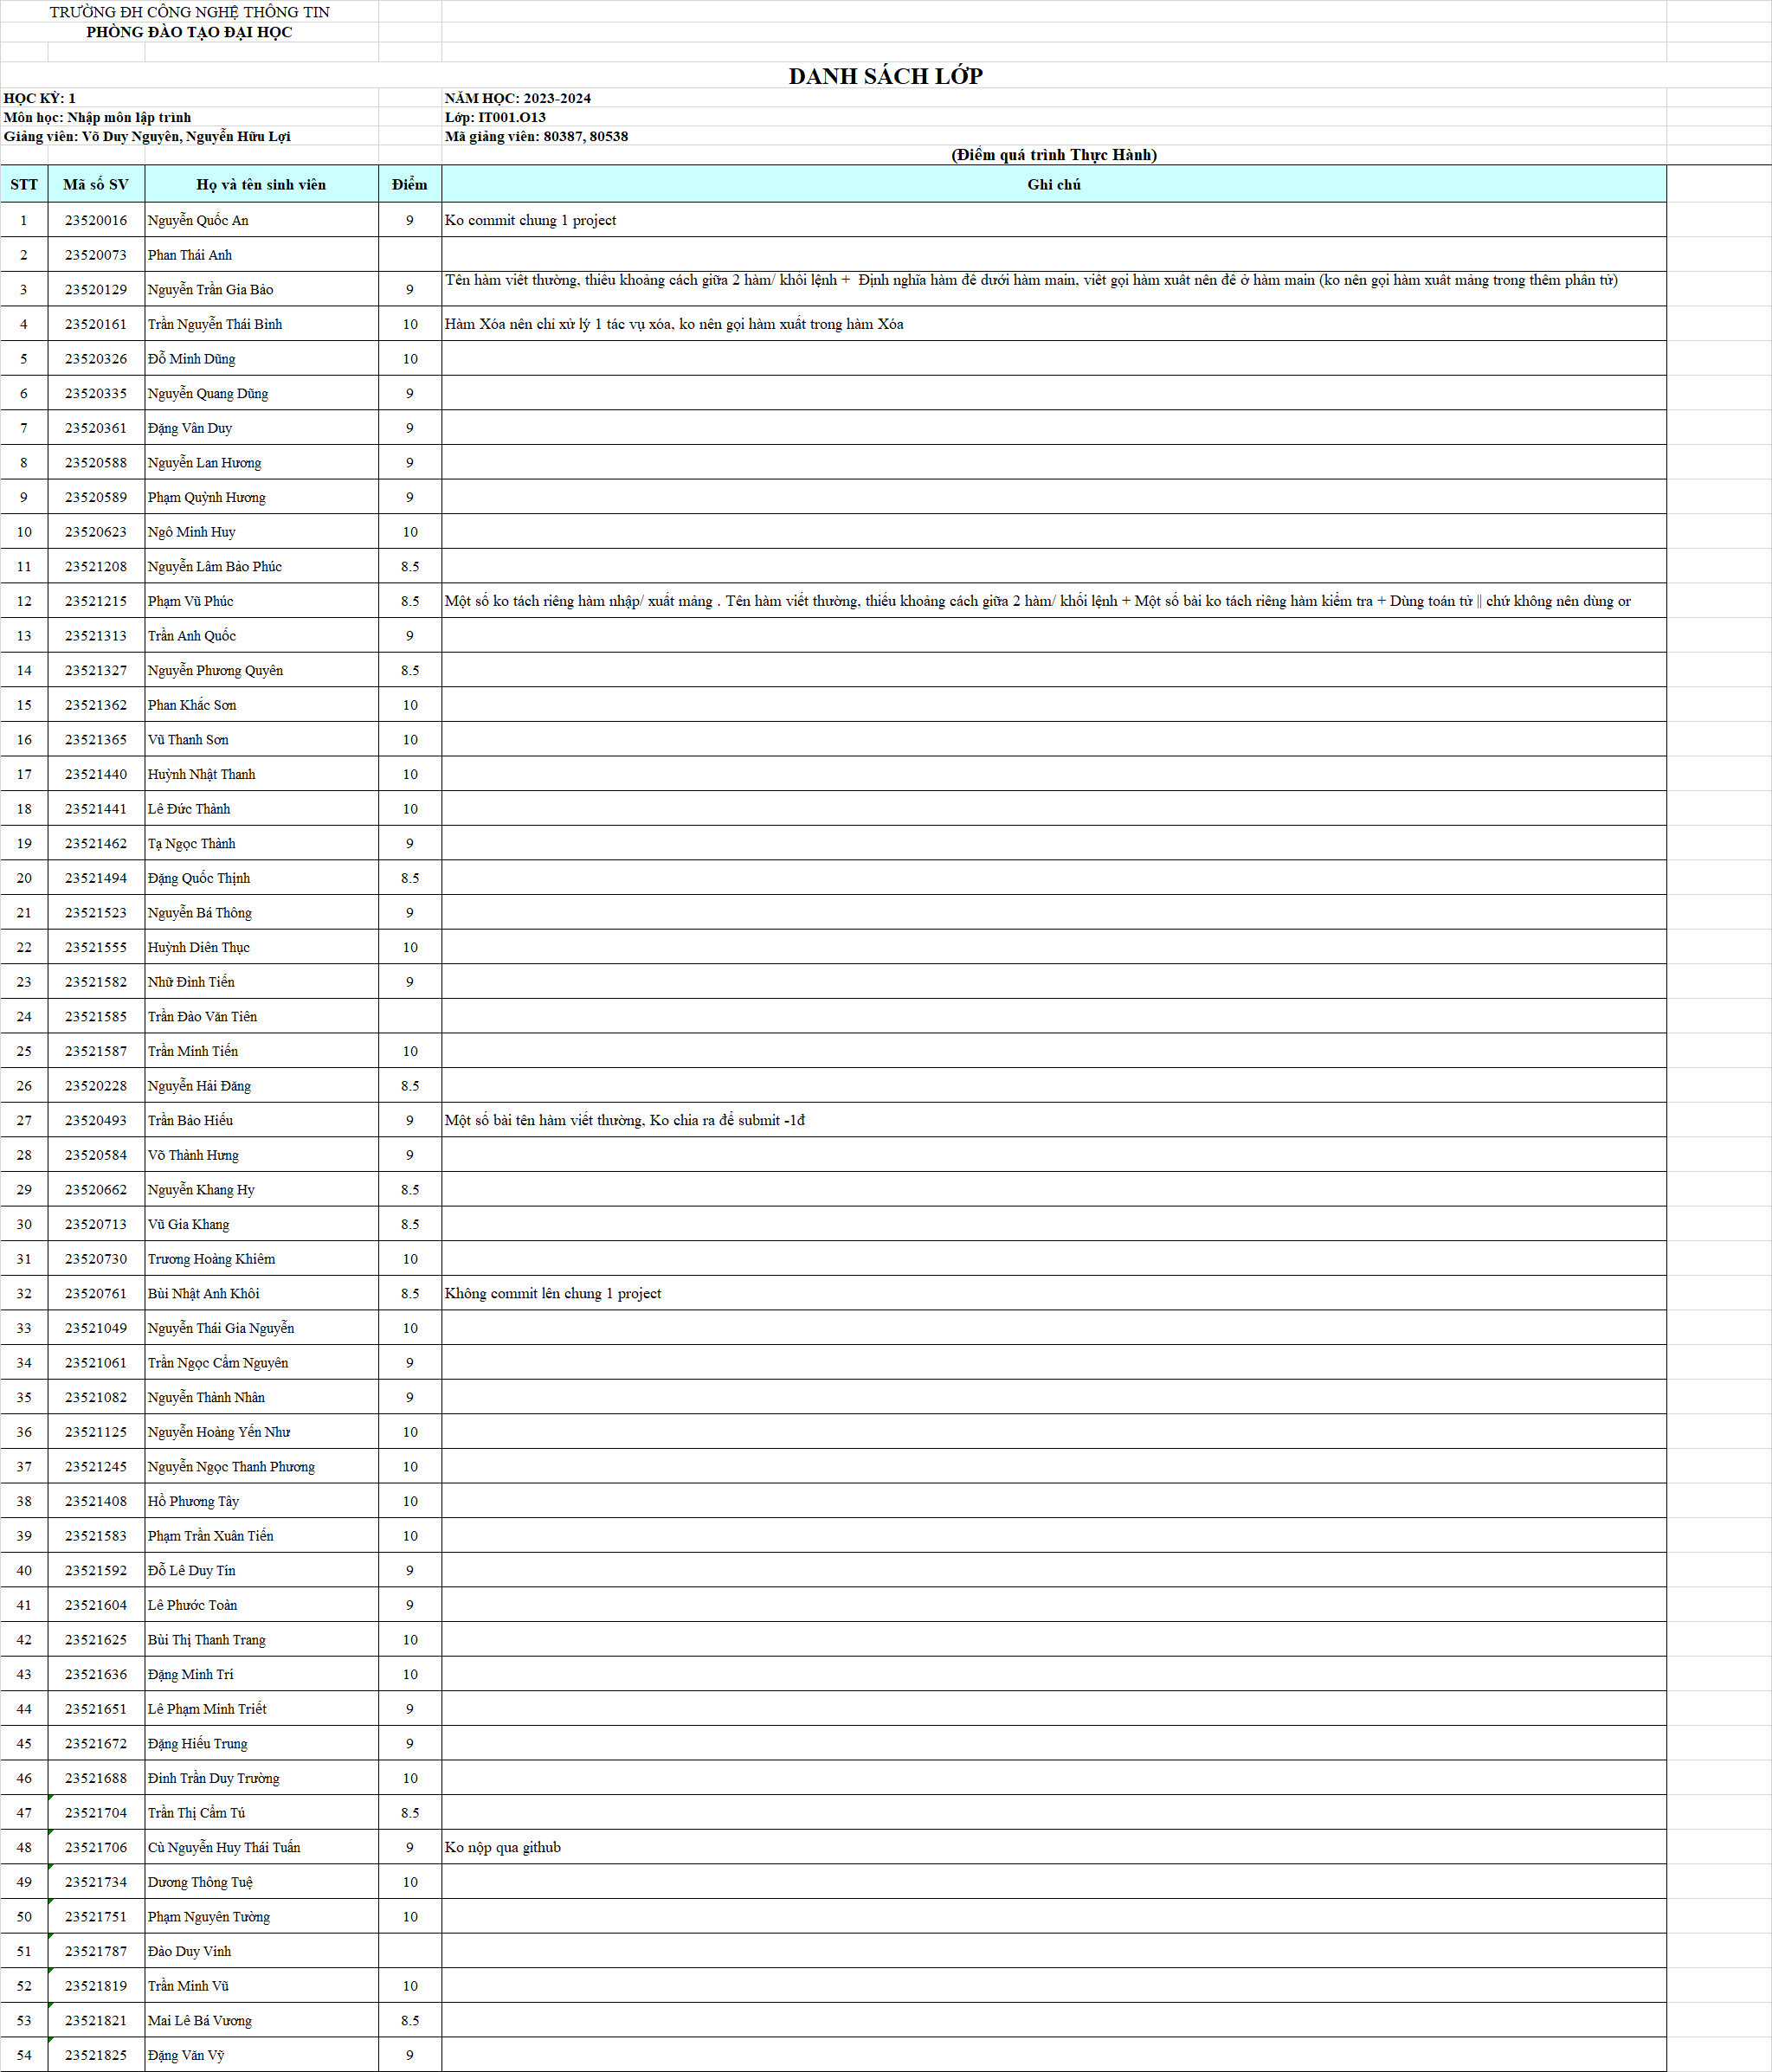 TRƯỜNG ĐH CÔNG NGHỆ THÔNG TIN
PHÒNG ĐÀO TẠO ĐẠI HỌC
DANH SÁCH LỚP
HỌC KỲ: 1 NĂM HỌC: 2023-2024
Môn học: Nhập môn lập trình Lớp: IT001.O13
Giảng viên: Võ Duy Nguyên, Nguyễn Hữu Lợi Mã giảng viên: 80387, 80538
(Điểm quá trình Thực Hành)
STT Mã số SV Họ và tên sinh viên Điểm Ghi chú
1 23520016 Nguyễn Quốc An 9 Ko commit chung 1 project
2 23520073 Phan Thái Anh
3 23520129 Nguyễn Trần Gia Bảo 9 Tên hàm viết thường, thiếu khoảng cách giữa 2 hàm/ khối lệnh + Định nghĩa hàm để dưới hàm main, viết gọi hàm xuất nên để ở hàm main (ko nên gọi hàm xuất mảng trong thêm phần tử)
4 23520161 Trần Nguyễn Thái Bình 10 Hàm Xóa nên chỉ xử lý 1 tác vụ xóa, ko nên gọi hàm xuất trong hàm Xóa
5 23520326 Đỗ Minh Dũng 10
6 23520335 Nguyễn Quang Dũng 9
7 23520361 Đặng Vân Duy 9
8 23520588 Nguyễn Lan Hương 9
9 23520589 Phạm Quỳnh Hương 9
10 23520623 Ngô Minh Huy 10
11 23521208 Nguyễn Lâm Bảo Phúc 8.5
12 23521215 Phạm Vũ Phúc 8.5 Một số ko tách riêng hàm nhập/ xuất mảng . Tên hàm viết thường, thiếu khoảng cách giữa 2 hàm/ khối lệnh + Một số bài ko tách riêng hàm kiểm tra + Dùng toán tử || chứ không nên dùng or
13 23521313 Trần Anh Quốc 9
14 23521327 Nguyễn Phương Quyên 8.5
15 23521362 Phan Khắc Sơn 10
16 23521365 Vũ Thanh Sơn 10
17 23521440 Huỳnh Nhật Thanh 10
18 23521441 Lê Đức Thành 10
19 23521462 Tạ Ngọc Thành 9
20 23521494 Đặng Quốc Thịnh 8.5
21 23521523 Nguyễn Bá Thông 9
22 23521555 Huỳnh Diên Thục 10
23 23521582 Nhữ Đình Tiến 9
24 23521585 Trần Đào Văn Tiên
25 23521587 Trần Minh Tiến 10
26 23520228 Nguyễn Hải Đăng 8.5
27 23520493 Trần Bảo Hiếu 9 Một số bài tên hàm viết thường, Ko chia ra để submit -1đ
28 23520584 Võ Thành Hưng 9
29 23520662 Nguyễn Khang Hy 8.5
30 23520713 Vũ Gia Khang 8.5
31 23520730 Trương Hoàng Khiêm 10
32 23520761 Bùi Nhật Anh Khôi 8.5 Không commit lên chung 1 project
33 23521049 Nguyễn Thái Gia Nguyễn 10
34 23521061 Trần Ngọc Cẩm Nguyên 9
35 23521082 Nguyễn Thành Nhân 9
36 23521125 Nguyễn Hoàng Yến Như 10
37 23521245 Nguyễn Ngọc Thanh Phương 10
38 23521408 Hồ Phương Tây 10
39 23521583 Phạm Trần Xuân Tiến 10
40 23521592 Đỗ Lê Duy Tín 9
41 23521604 Lê Phước Toàn 9
42 23521625 Bùi Thị Thanh Trang 10
43 23521636 Đặng Minh Trí 10
44 23521651 Lê Phạm Minh Triết 9
45 23521672 Đặng Hiếu Trung 9
46 23521688 Đinh Trần Duy Trường 10
47 23521704 Trần Thị Cẩm Tú 8.5
48 23521706 Cù Nguyễn Huy Thái Tuấn 9 Ko nộp qua github
49 23521734 Dương Thông Tuệ 10
50 23521751 Phạm Nguyên Tường 10
51 23521787 Đào Duy Vinh
52 23521819 Trần Minh Vũ 10
53 23521821 Mai Lê Bá Vương 8.5
54 23521825 Đặng Văn Vỹ 9